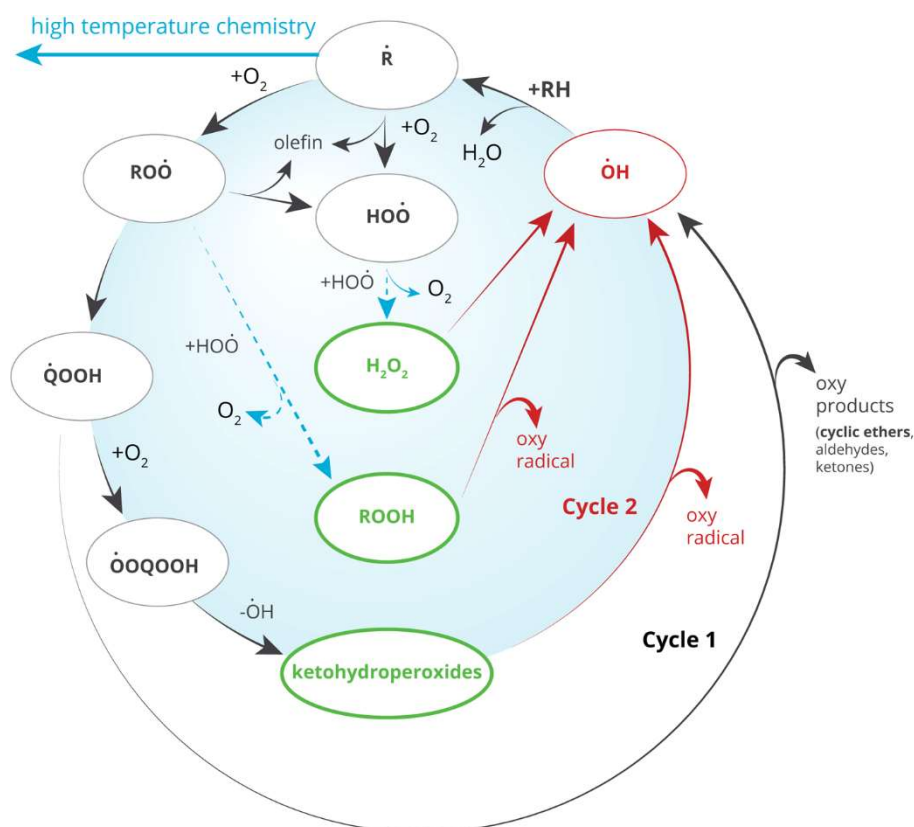 high temperature chemistry
Ṙ
+O₂
+RH
+O₂
olefin
H₂O
ROȮ
ȮH
HOȮ
+HOȮ
O₂
+HOȮ
H₂O₂
Q̇OOH
O₂
oxy
products
(cyclic ethers,
aldehydes,
ketones)
+O₂
oxy
radical
ROOH
Cycle 2
oxy
radical
ȮOQOOH
-ȮH
Cycle 1
ketohydroperoxides